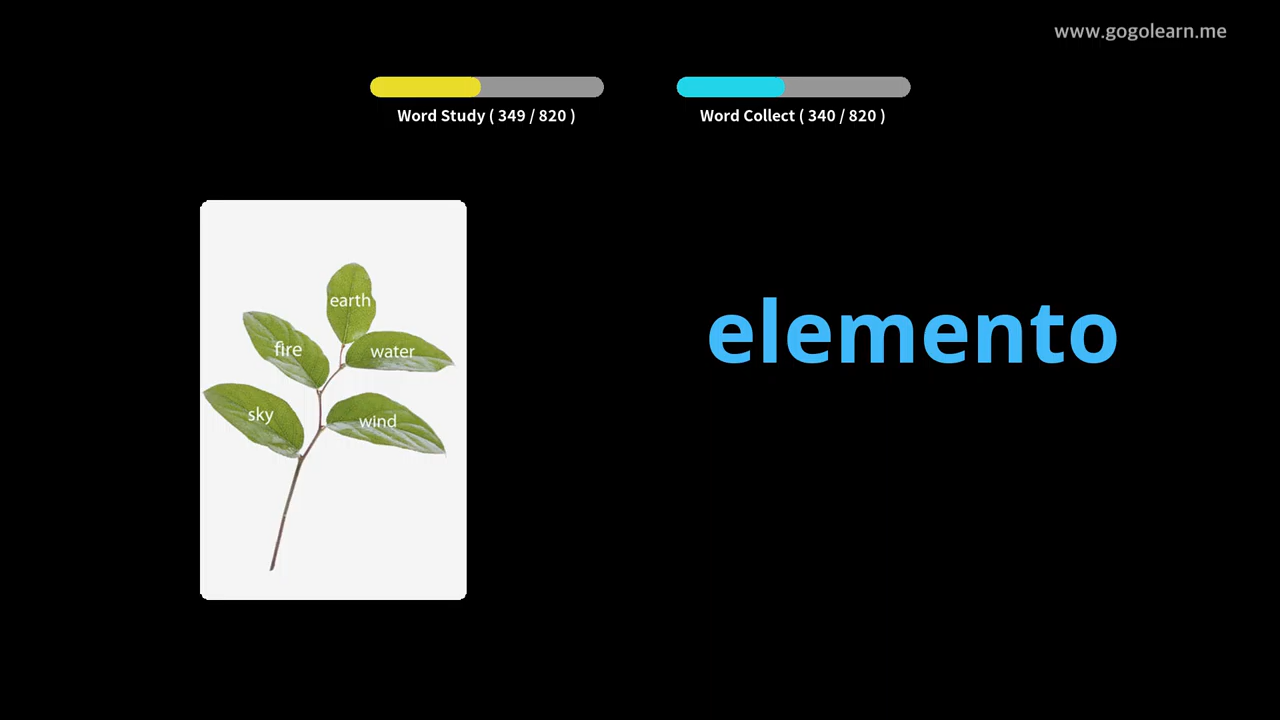 www.gogolearn.me
Word Study ( 349 / 820 )
Word Collect ( 340 / 820 )
earth
fire
water
sky
wind
elemento